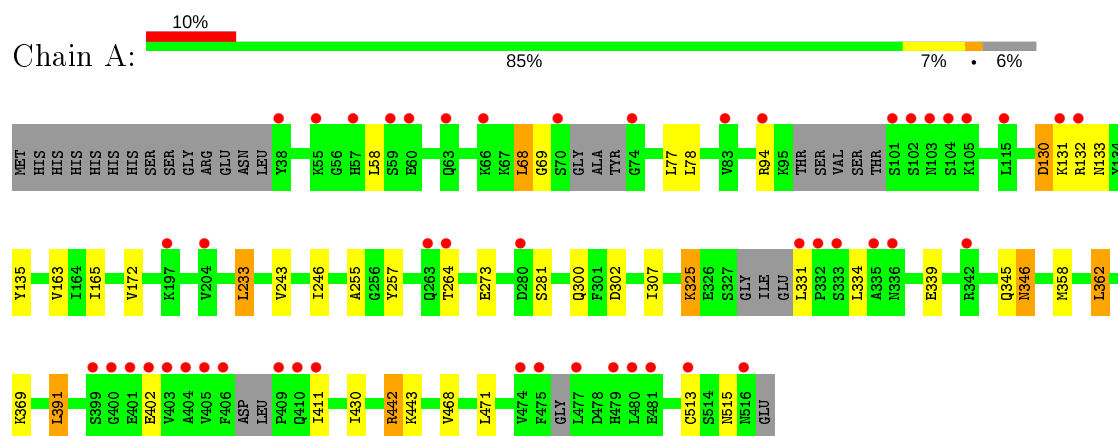 10%
Chain A:
85% 7% • 6%
MET HIS HIS HIS HIS HIS HIS SER SER GLY ARG GLU ASN LEU Y38 K55 G56 H57 L58 S59 E60 Q63 K66 K67 L68 G69 S70 GLY ALA TYR G74 L77 L78 V83 R94 K95 THR SER VAL SER THR S101 S102 N103 S104 K105 L115 D130 K131 R132 N133 Y134
Y135 V163 I164 I165 V172 K197 V204 L233 V243 I246 A255 G256 Y257 Q263 T264 E273 D280 S281 Q300 F301 D302 I307 K325 E326 S327 GLY ILE GLU L331 P332 S333 L334 A335 N336 E339 R342 Q345 N346 M358 L362
K369 L391 S399 G400 E401 E402 V403 A404 V405 F406 ASP LEU P409 Q410 I411 I430 R442 K443 V468 L471 V474 F475 GLY L477 D478 H479 L480 E481 C513 S514 N515 N516 GLU